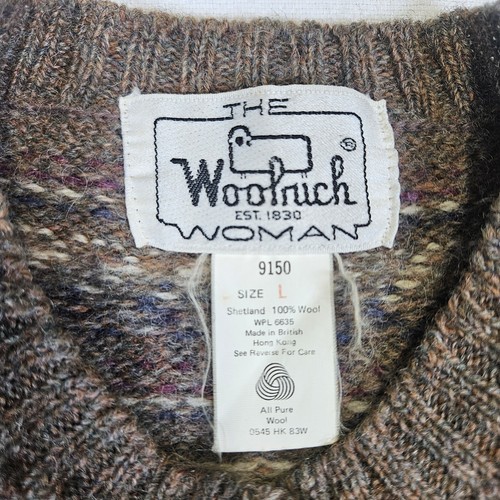 THE
Woolrich
®
EST. 1830
WOMAN
9150
SIZE L
Shetland 100% Wool
WPL 6635
Made in British
Hong Kong
See Reverse For Care
All Pure
Wool
0545 HK 83W